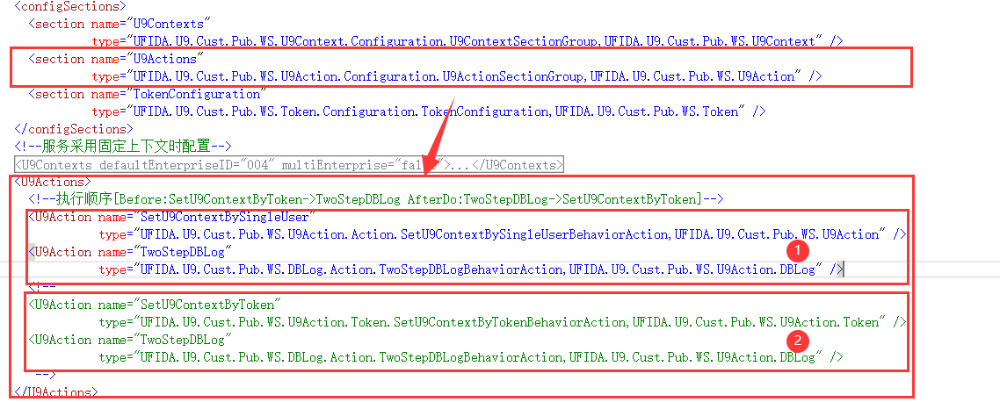 <configSections>
<section name="U9Contexts"
type="UFIDA.U9.Cust.Pub.WS.U9Context.Configuration.U9ContextSectionGroup,UFIDA.U9.Cust.Pub.WS.U9Context" />
<section name="U9Actions"
type="UFIDA.U9.Cust.Pub.WS.U9Action.Configuration.U9ActionSectionGroup,UFIDA.U9.Cust.Pub.WS.U9Action" />
<section name="TokenConfiguration"
type="UFIDA.U9.Cust.Pub.WS.Token.Configuration.TokenConfiguration,UFIDA.U9.Cust.Pub.WS.Token" />
</configSections>
<!--服务采用固定上下文时配置-->
<U9Contexts defaultEnterpriseID="004" multiEnterprise="false">...</U9Contexts>
<U9Actions>
<!--执行顺序[Before:SetU9ContextByToken->TwoStepDBLog AfterDo:TwoStepDBLog->SetU9ContextByToken]-->
<U9Action name="SetU9ContextBySingleUser"
type="UFIDA.U9.Cust.Pub.WS.U9Action.Action.SetU9ContextBySingleUserBehaviorAction,UFIDA.U9.Cust.Pub.WS.U9Action" />
<U9Action name="TwoStepDBLog"
1
type="UFIDA.U9.Cust.Pub.WS.DBLog.Action.TwoStepDBLogBehaviorAction,UFIDA.U9.Cust.Pub.WS.U9Action.DBLog" />
<!--
<U9Action name="SetU9ContextByToken"
type="UFIDA.U9.Cust.Pub.WS.U9Action.Token.SetU9ContextByTokenBehaviorAction,UFIDA.U9.Cust.Pub.WS.U9Action.Token" />
<U9Action name="TwoStepDBLog"
2
type="UFIDA.U9.Cust.Pub.WS.DBLog.Action.TwoStepDBLogBehaviorAction,UFIDA.U9.Cust.Pub.WS.U9Action.DBLog" />
-->
</U9Actions>